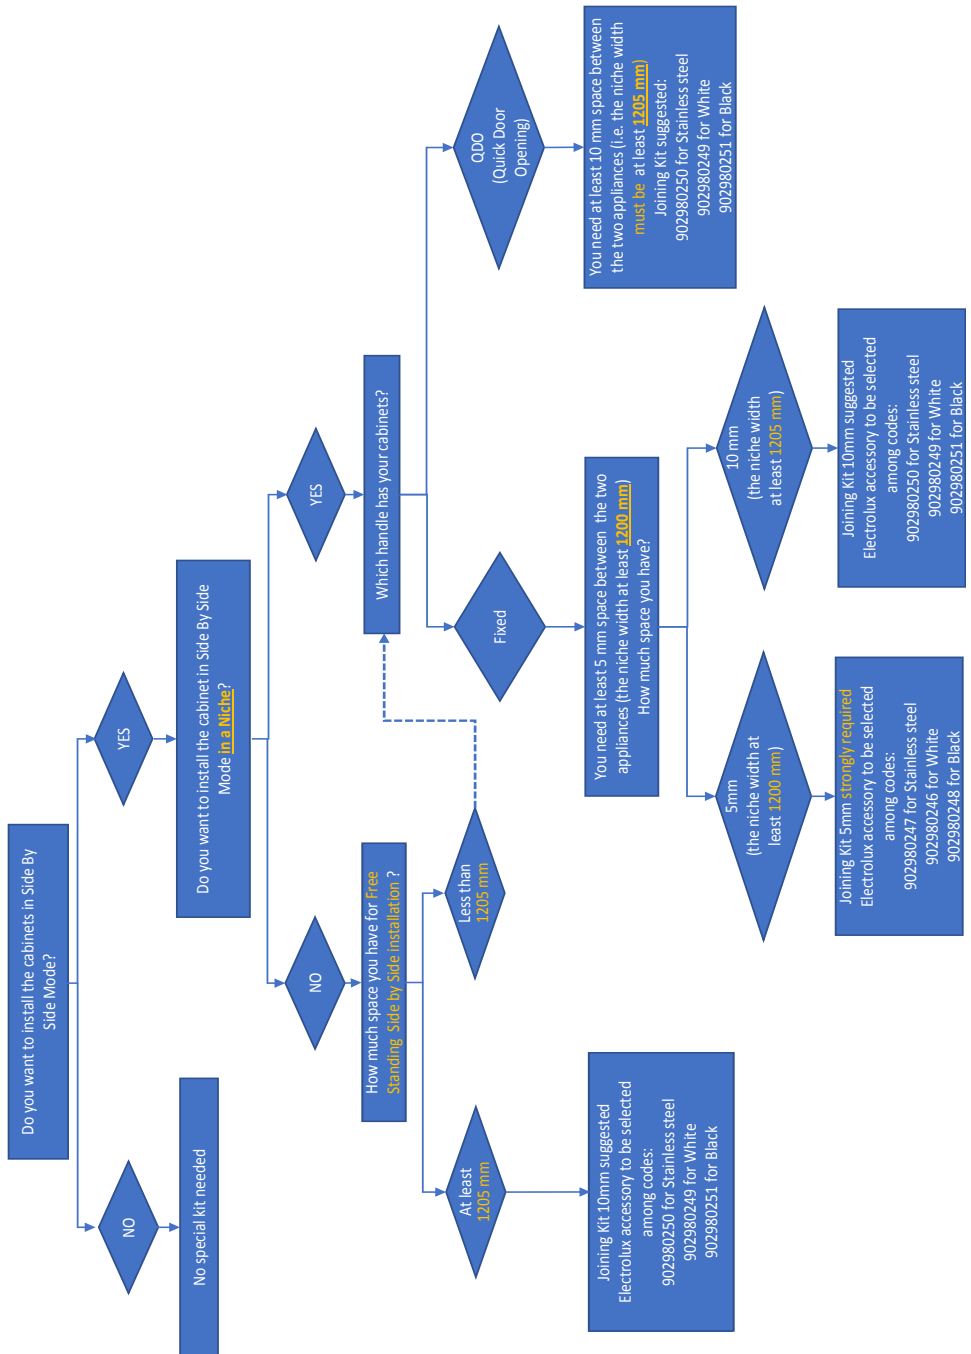 Do you want to install the cabinets in Side By
Side Mode?
NO
YES
No special kit needed
Do you want to install the cabinet in Side By Side
Mode in a Niche?
NO
YES
How much space you have for Free
Standing Side by Side installation ?
Which handle has your cabinets?
At least
1205 mm
Less than
1205 mm
Fixed
QDO
(Quick Door
Opening)
Joining Kit 10mm suggested
Electrolux accessory to be selected
among codes:
902980250 for Stainless steel
902980249 for White
902980251 for Black
You need at least 5 mm space between the two
appliances (the niche width at least 1200 mm)
How much space you have?
You need at least 10 mm space between
the two appliances (i.e. the niche width
must be at least 1205 mm)
Joining Kit suggested:
902980250 for Stainless steel
902980249 for White
902980251 for Black
5mm
(the niche width at
least 1200 mm)
10 mm
(the niche width
at least 1205 mm)
Joining Kit 5mm strongly required
Electrolux accessory to be selected
among codes:
902980247 for Stainless steel
902980246 for White
902980248 for Black
Joining Kit 10mm suggested
Electrolux accessory to be selected
among codes:
902980250 for Stainless steel
902980249 for White
902980251 for Black